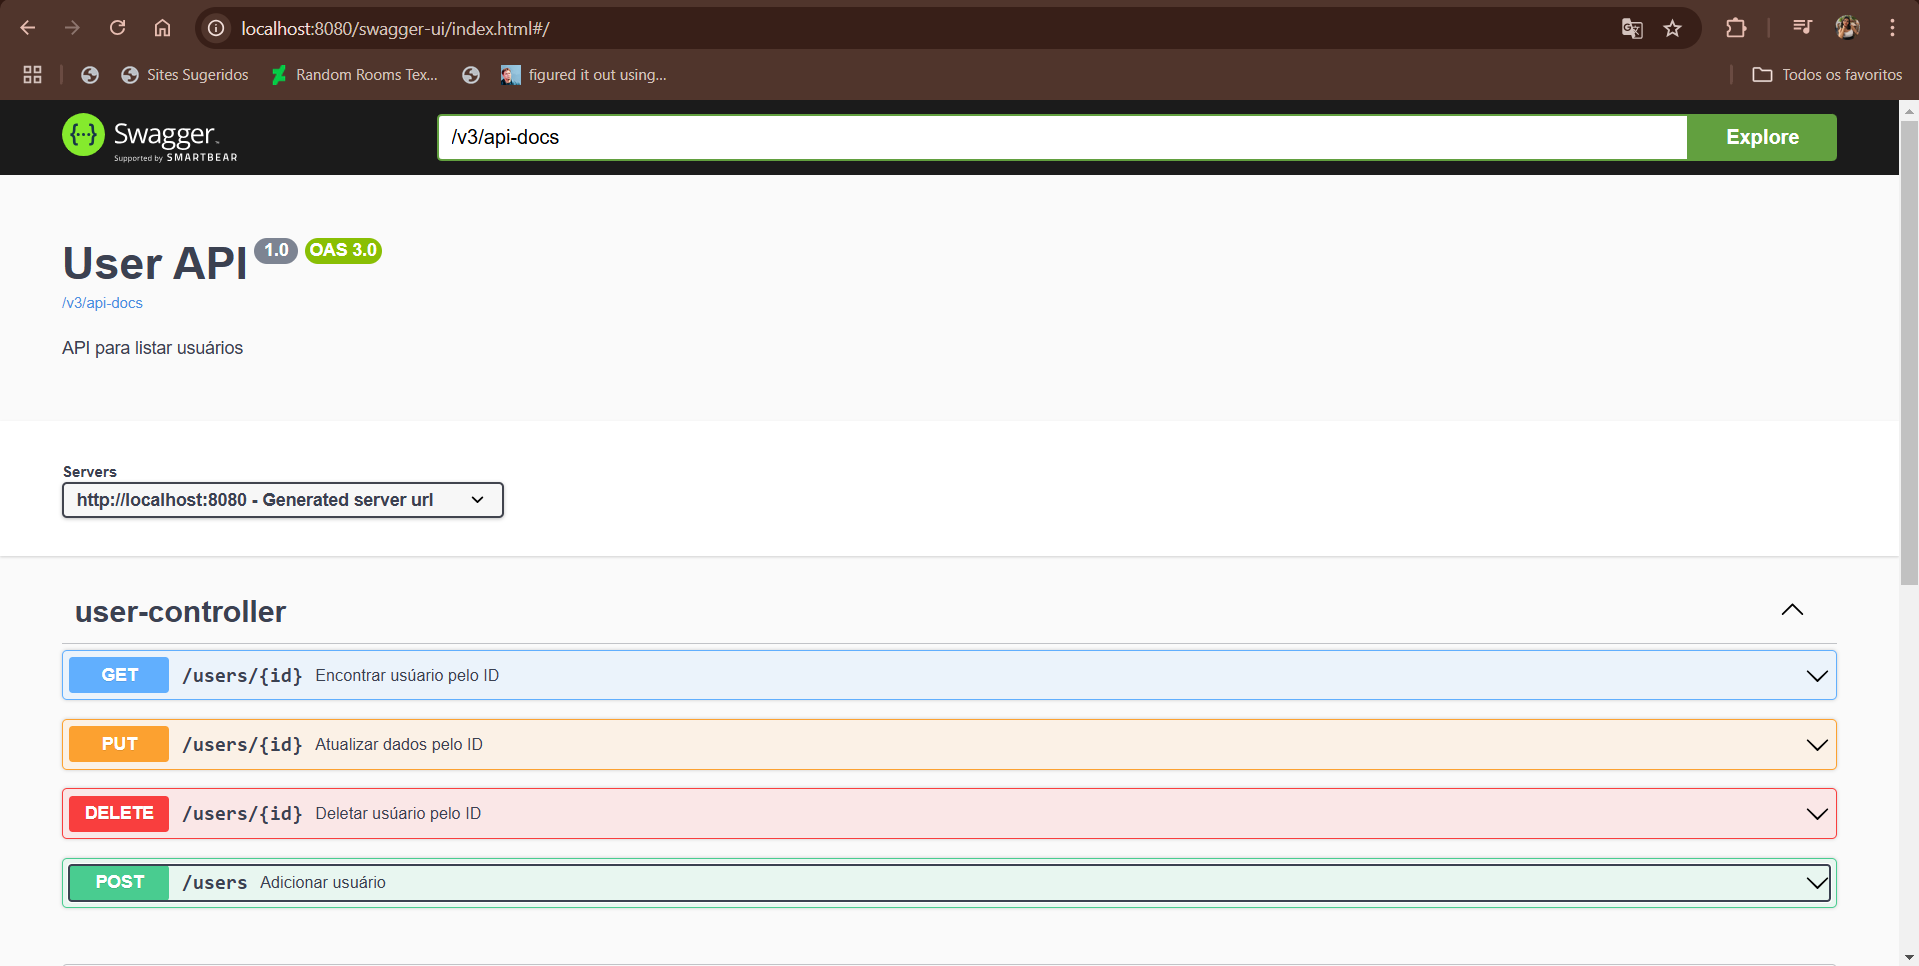 localhost:8080/swagger-ui/index.html#/
Sites Sugeridos
Random Rooms Tex...
figured it out using...
Todos os favoritos
Swagger
Supported by SMARTBEAR
/v3/api-docs
Explore
User API 1.0 OAS 3.0
/v3/api-docs
API para listar usuários
Servers
http://localhost:8080 - Generated server url
user-controller
GET /users/{id} Encontrar usúario pelo ID
PUT /users/{id} Atualizar dados pelo ID
DELETE /users/{id} Deletar usúario pelo ID
POST /users Adicionar usuário